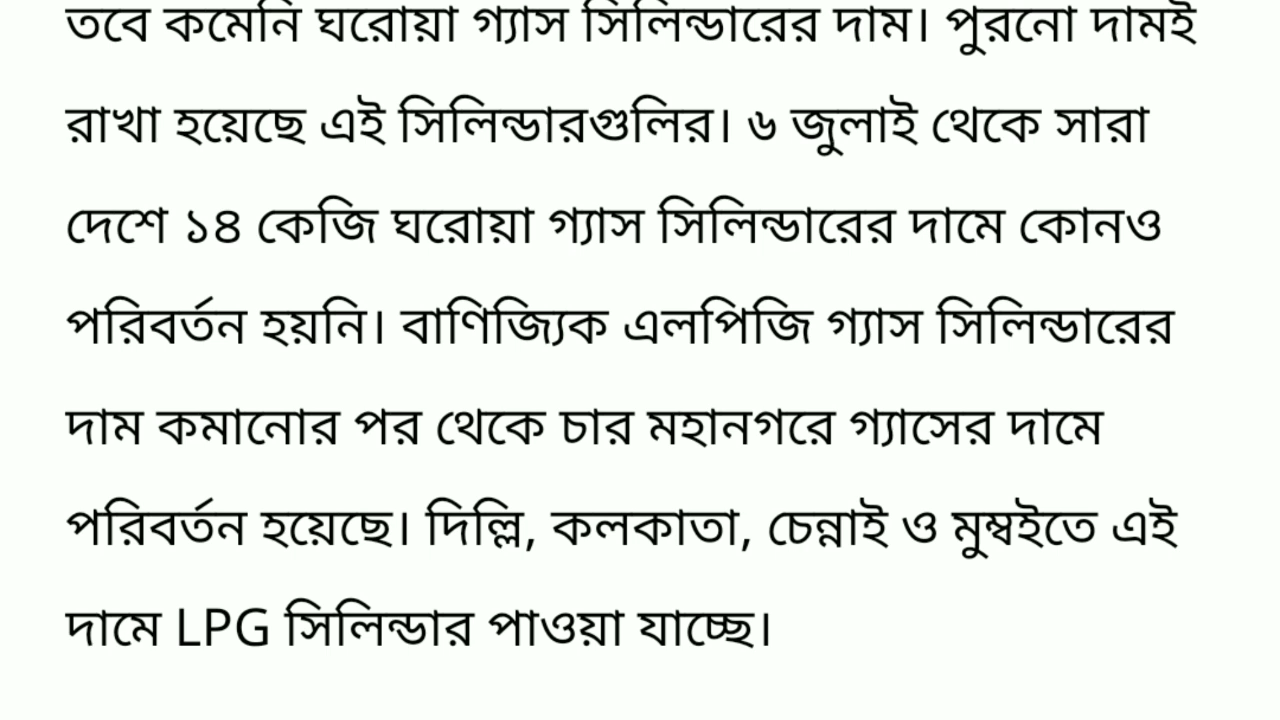 তবে কমেনি ঘরোয়া গ্যাস সিলিন্ডারের দাম। পুরনো দামই
রাখা হয়েছে এই সিলিন্ডারগুলির। ৬ জুলাই থেকে সারা
দেশে ১৪ কেজি ঘরোয়া গ্যাস সিলিন্ডারের দামে কোনও
পরিবর্তন হয়নি। বাণিজ্যিক এলপিজি গ্যাস সিলিন্ডারের
দাম কমানোর পর থেকে চার মহানগরে গ্যাসের দামে
পরিবর্তন হয়েছে। দিল্লি, কলকাতা, চেন্নাই ও মুম্বইতে এই
দামে LPG সিলিন্ডার পাওয়া যাচ্ছে।